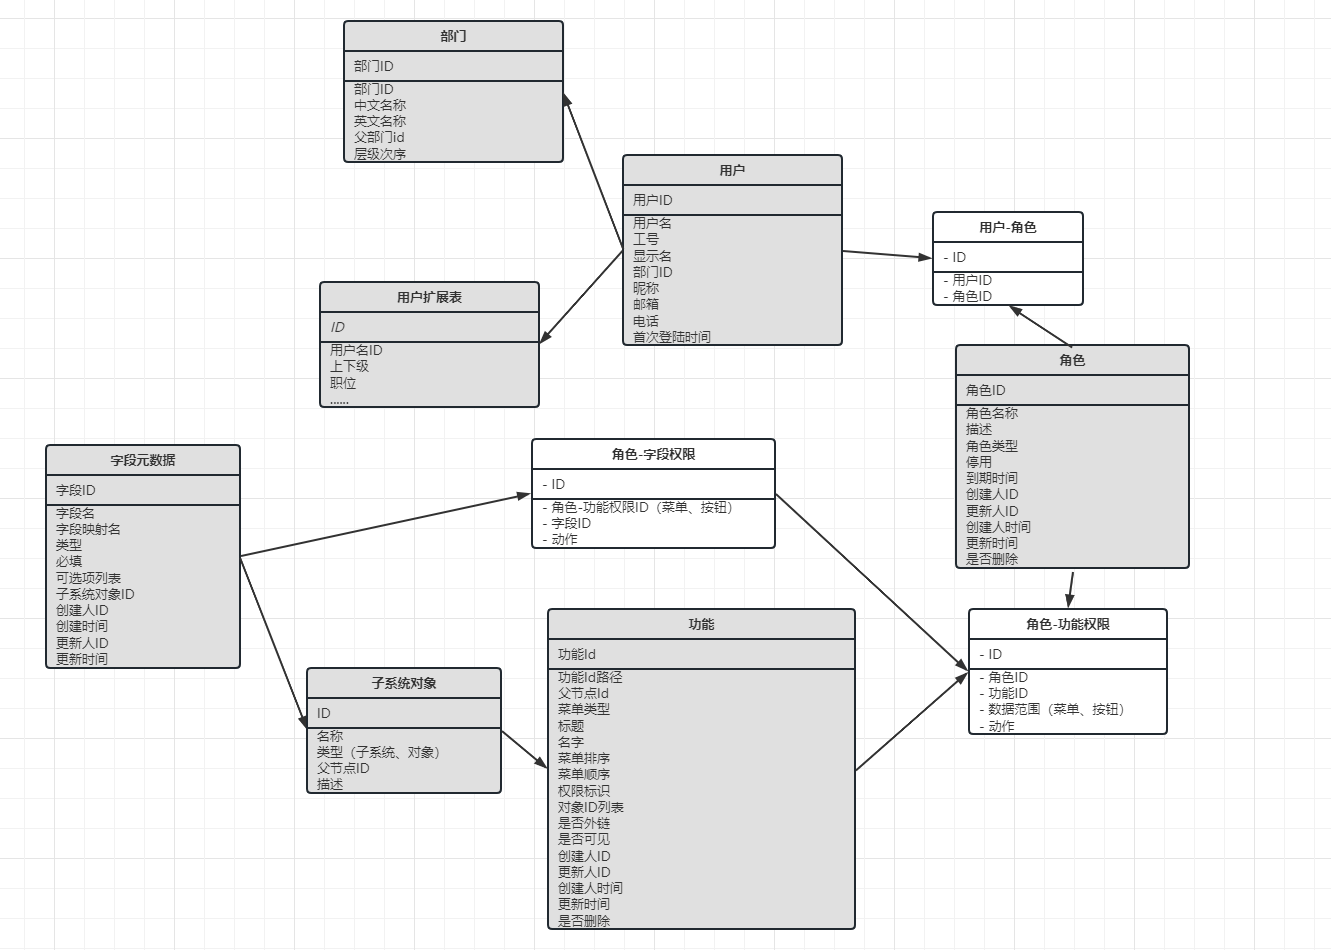 部门
部门ID
部门ID
中文名称
英文名称
父部门id
层级次序
用户
用户ID
用户名
工号
显示名
部门ID
昵称
邮箱
电话
首次登陆时间
用户-角色
- ID
- 用户ID
- 角色ID
用户扩展表
ID
用户名ID
上下级
职位
......
角色
角色ID
角色名称
描述
角色类型
停用
到期时间
创建人ID
更新人ID
创建人时间
更新时间
是否删除
字段元数据
字段ID
字段名
字段映射名
类型
必填
可选项列表
子系统对象ID
创建人ID
创建时间
更新人ID
更新时间
角色-字段权限
- ID
- 角色-功能权限ID（菜单、按钮）
- 字段ID
- 动作
功能
功能Id
功能Id路径
父节点Id
菜单类型
标题
名字
菜单排序
菜单顺序
权限标识
对象ID列表
是否外链
是否可见
创建人ID
更新人ID
创建人时间
更新时间
是否删除
角色-功能权限
- ID
- 角色ID
- 功能ID
- 数据范围（菜单、按钮）
- 动作
子系统对象
ID
名称
类型（子系统、对象）
父节点ID
描述